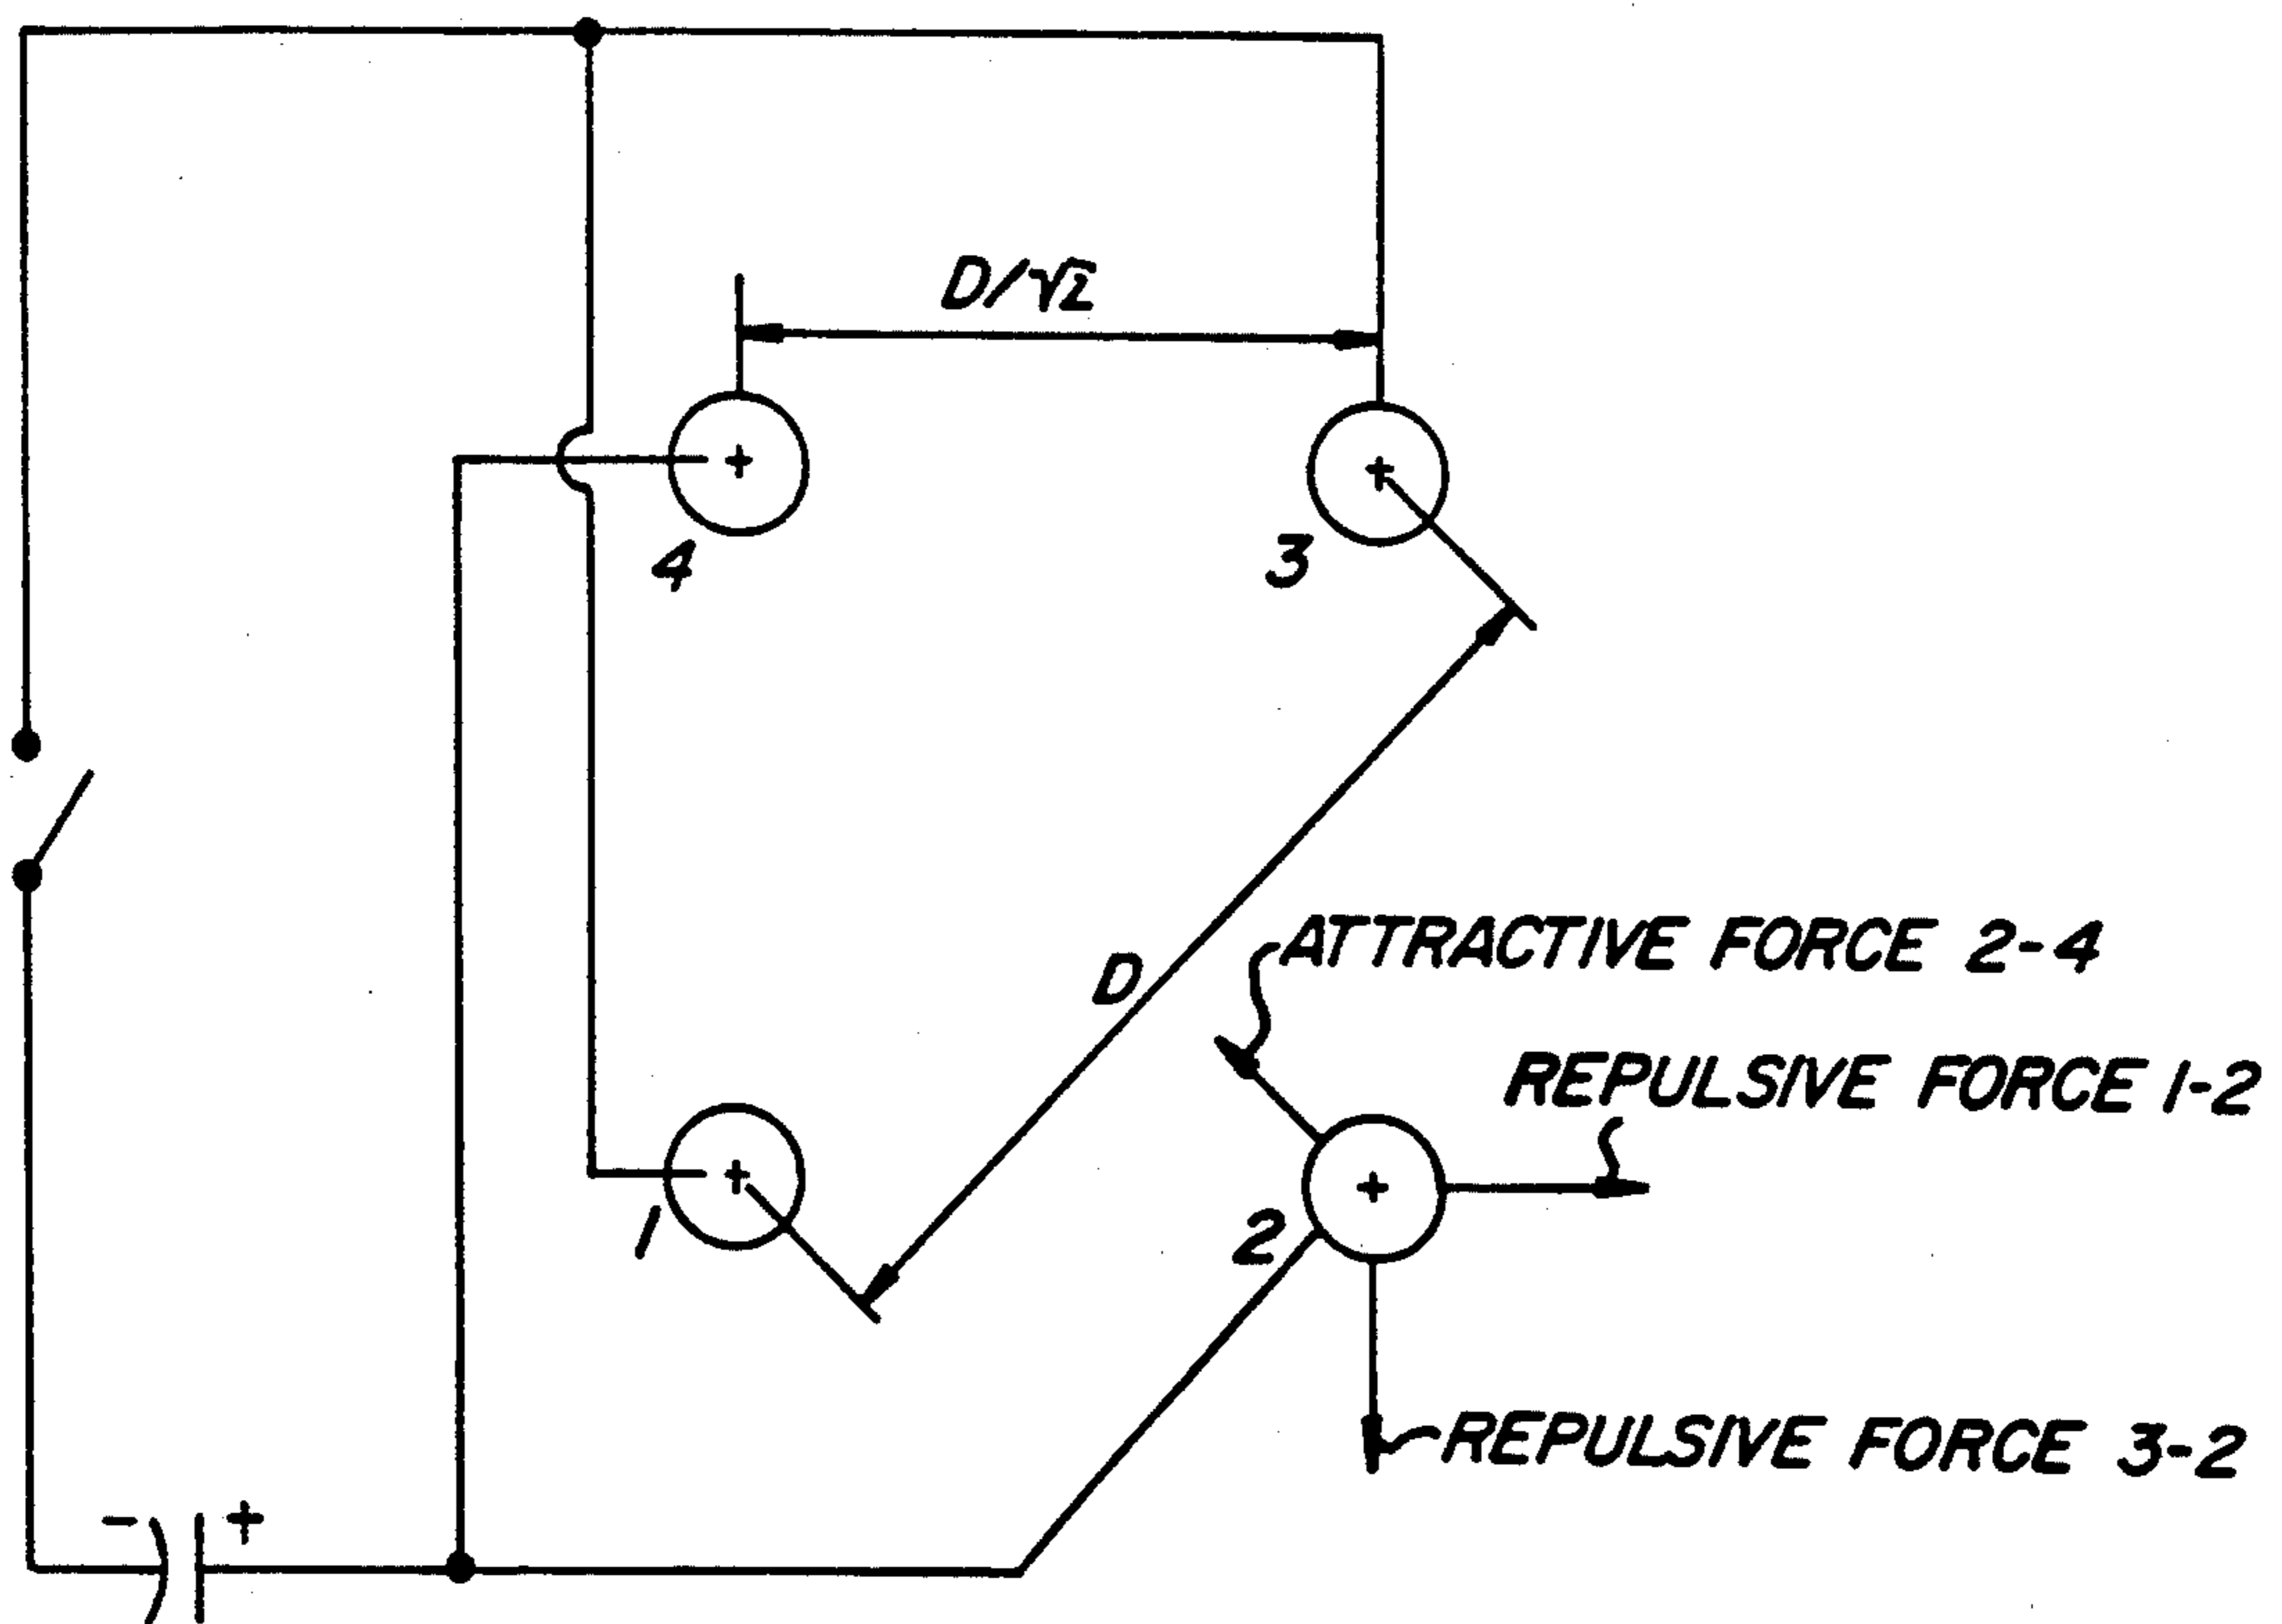 D/√2
4
3
D
ATTRACTIVE FORCE 2-4
REPULSIVE FORCE 1-2
1
2
REPULSIVE FORCE 3-2
- +